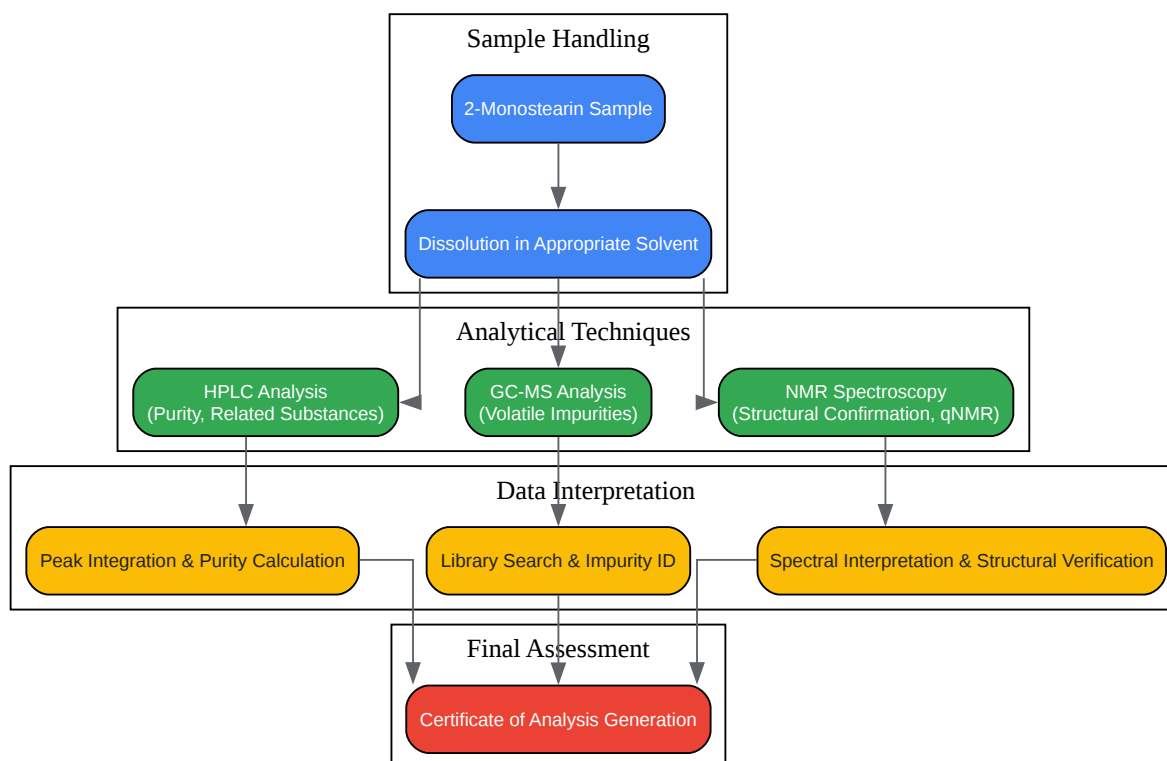 Sample Handling
2-Monostearin Sample
Dissolution in Appropriate Solvent
Analytical Techniques
HPLC Analysis
(Purity, Related Substances)
GC-MS Analysis
(Volatile Impurities)
NMR Spectroscopy
(Structural Confirmation, qNMR)
Data Interpretation
Peak Integration & Purity Calculation
Library Search & Impurity ID
Spectral Interpretation & Structural Verification
Final Assessment
Certificate of Analysis Generation